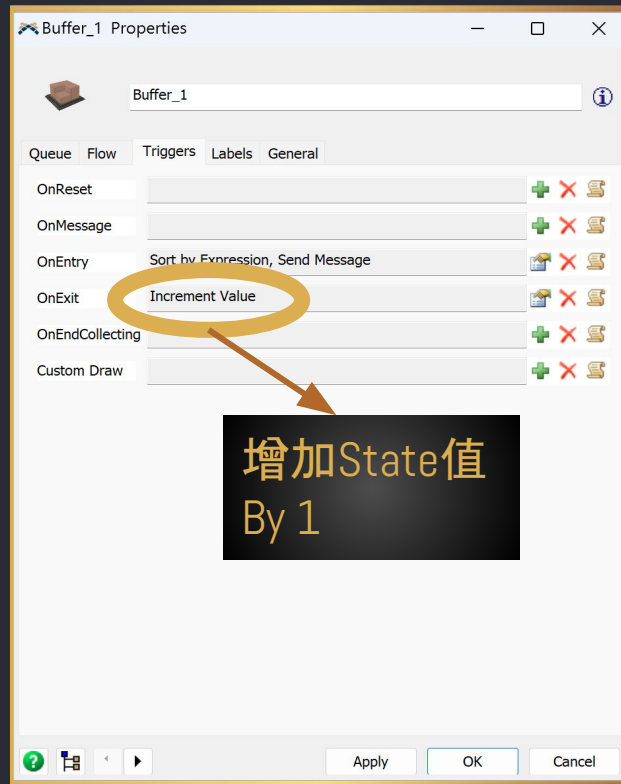 Buffer_1 Properties
Buffer_1
Queue Flow Triggers Labels General
OnReset
OnMessage
OnEntry Sort by Expression, Send Message
OnExit Increment Value
OnEndCollecting
Custom Draw
增加State值
By 1
Apply OK Cancel